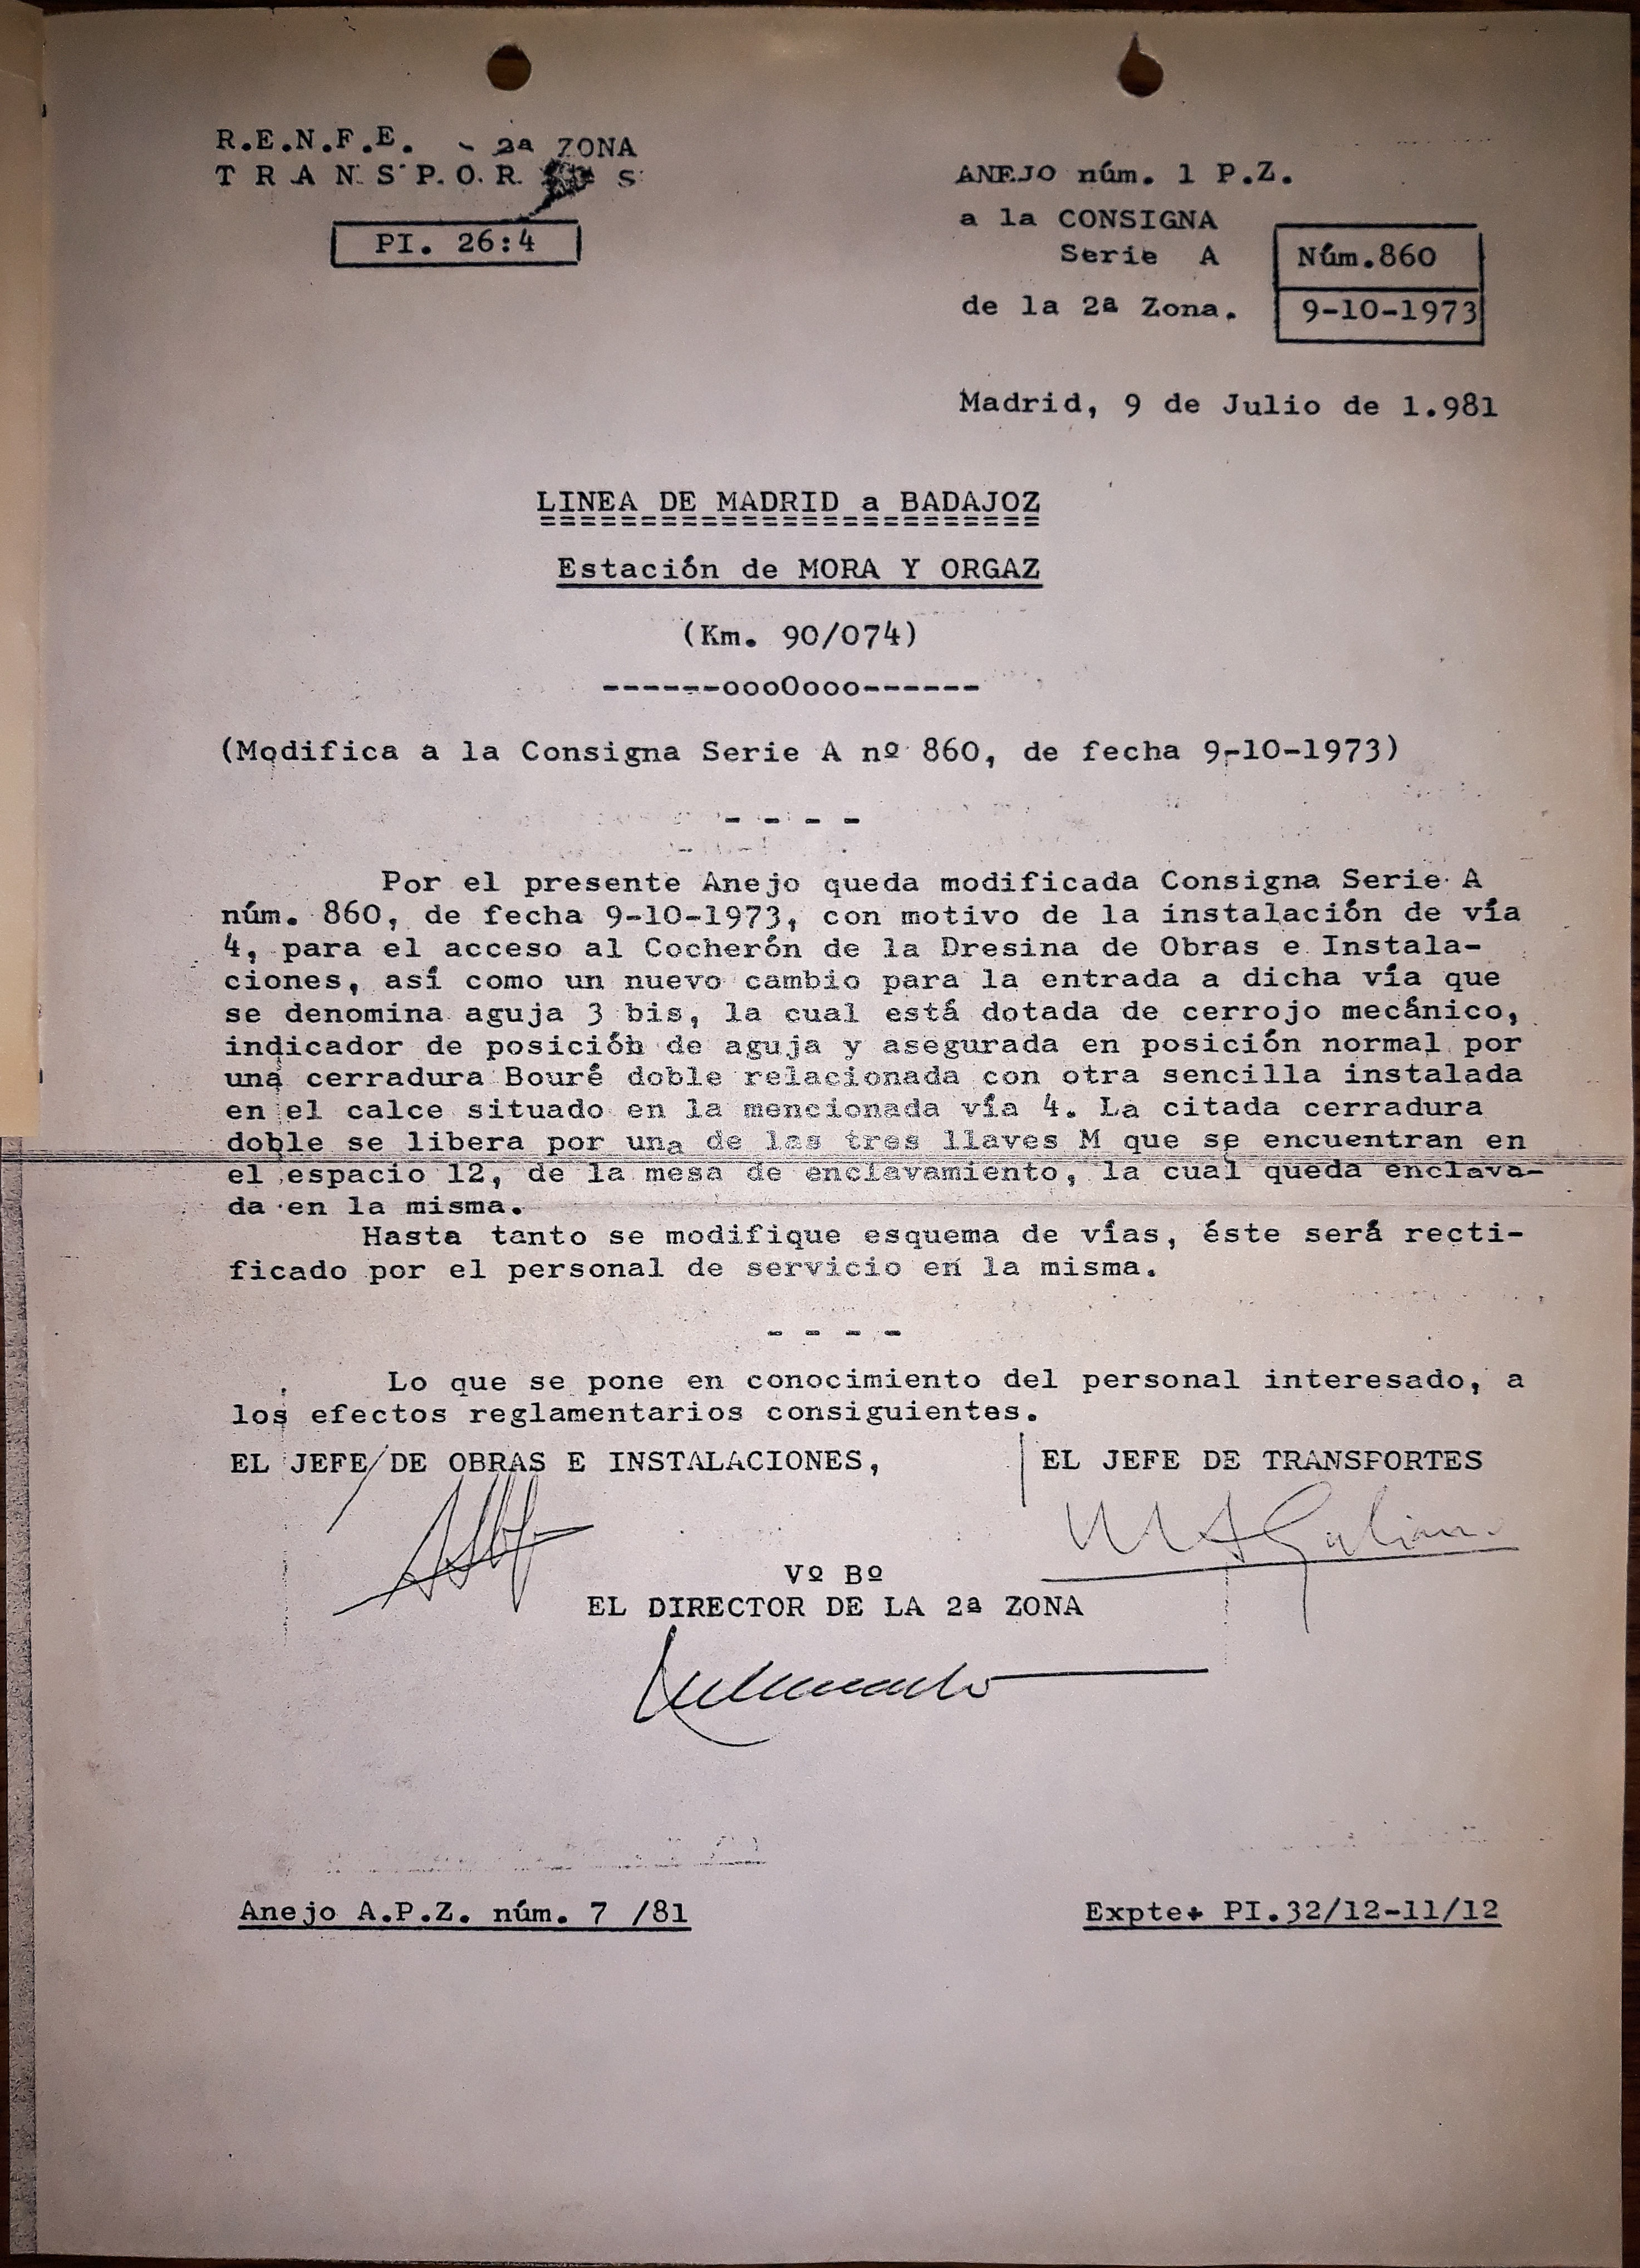 R.E.N.F.E. - 2ª ZONA
TRANSPOR S
PI. 26:4
ANEJO núm. 1 P.Z.
a la CONSIGNA
Serie A
de la 2ª Zona.
Núm.860
9-10-1973
Madrid, 9 de Julio de 1.981
LINEA DE MADRID a BADAJOZ
=========================
Estación de MORA Y ORGAZ
(Km. 90/074)
------oooOooo------
(Modifica a la Consigna Serie A nº 860, de fecha 9-10-1973)
- - - -
Por el presente Anejo queda modificada Consigna Serie A
núm. 860, de fecha 9-10-1973, con motivo de la instalación de vía
4, para el acceso al Cocherón de la Dresina de Obras e Instala-
ciones, así como un nuevo cambio para la entrada a dicha vía que
se denomina aguja 3 bis, la cual está dotada de cerrojo mecánico,
indicador de posición de aguja y asegurada en posición normal por
una cerradura Bouré doble relacionada con otra sencilla instalada
en el calce situado en la mencionada vía 4. La citada cerradura
doble se libera por una de las tres llaves M que se encuentran en
el espacio 12, de la mesa de enclavamiento, la cual queda enclava-
da en la misma.
Hasta tanto se modifique esquema de vías, éste será recti-
ficado por el personal de servicio en la misma.
- - - -
Lo que se pone en conocimiento del personal interesado, a
los efectos reglamentarios consiguientes.
EL JEFE DE OBRAS E INSTALACIONES,
EL JEFE DE TRANSPORTES
Vº Bº
EL DIRECTOR DE LA 2ª ZONA
Anejo A.P.Z. núm. 7 /81
Expte. PI.32/12-11/12